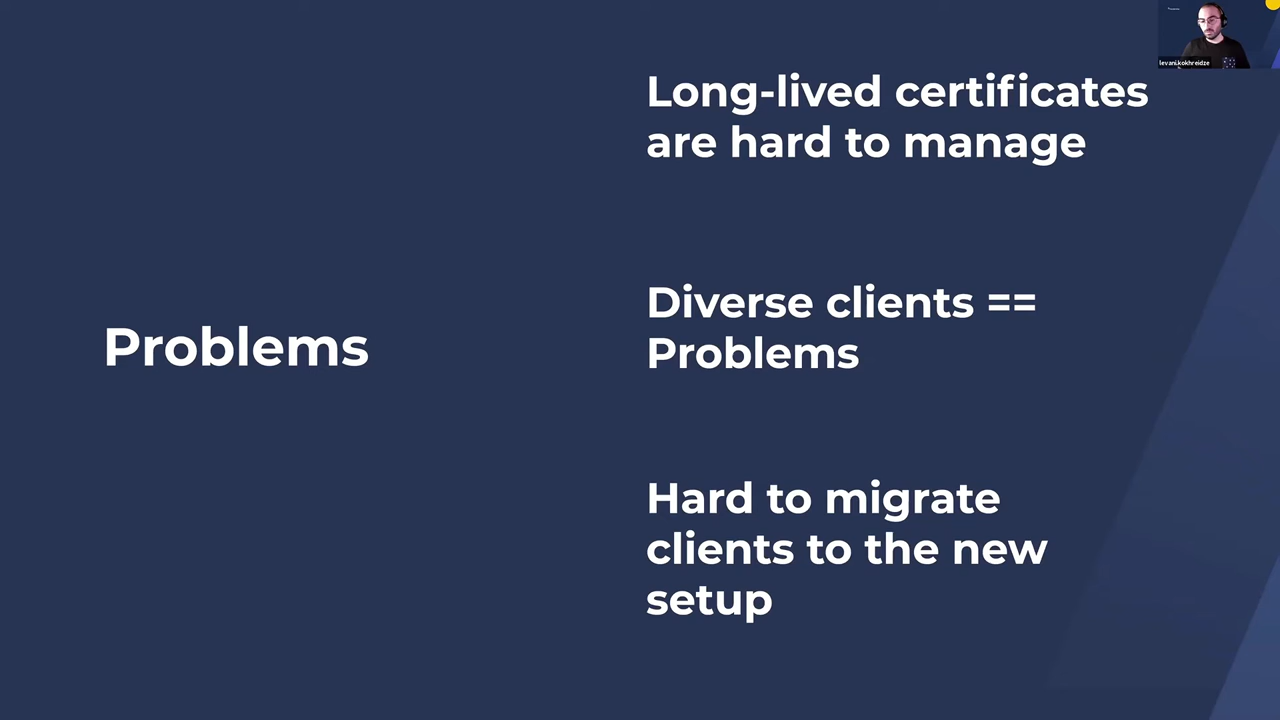 levani.kokhreidze
Long-lived certificates
are hard to manage
Diverse clients ==
Problems
Problems
Hard to migrate
clients to the new
setup